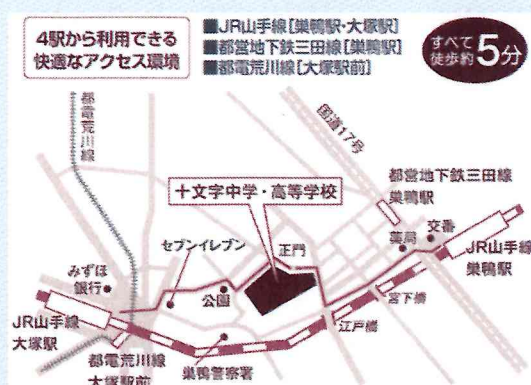 4駅から利用できる
快適なアクセス環境
■JR山手線[巣鴨駅・大塚駅]
■都営地下鉄三田線[巣鴨駅]
■都電荒川線[大塚駅前]
すべて
徒歩約5分
都電荒川線
国道17号
都営地下鉄三田線
巣鴨駅
十文字中学・高等学校
交番
薬局
正門
セブンイレブン
JR山手線
巣鴨駅
みずほ
銀行
公園
宮下橋
江戸橋
JR山手線
大塚駅
都電荒川線
大塚駅前
巣鴨警察署